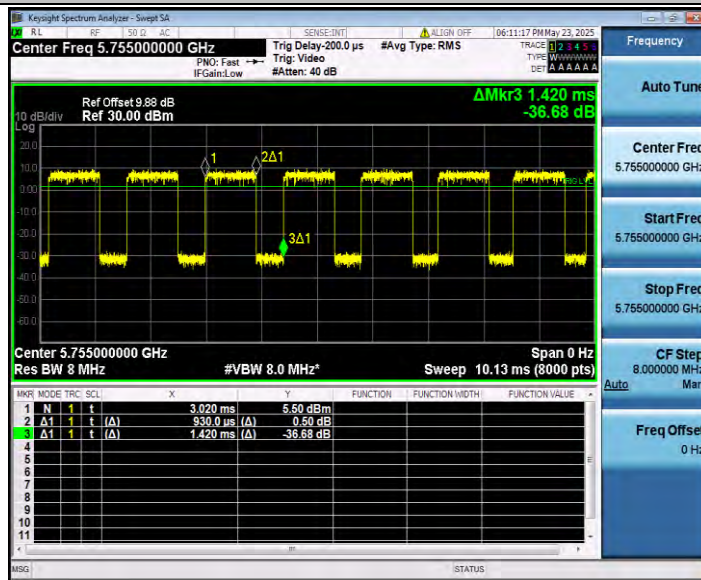 Keysight Spectrum Analyzer - Swept SA
RL RF 50 Ω AC SENSE:INT ALIGN OFF 06:11:17 PM May 23, 2025
Center Freq 5.755000000 GHz
PNO: Fast
IFGain:Low
Trig Delay-200.0 µs
Trig: Video
#Atten: 40 dB
#Avg Type: RMS
TRACE 1 2 3 4 5 6
TYPE WWWWWW
DET A A A A A A
ΔMkr3 1.420 ms
-36.68 dB
Ref Offset 9.88 dB
10 dB/div Ref 30.00 dBm
Log
20.0
10.0
0.00
-10.0
-20.0
-30.0
-40.0
-60.0
1
2Δ1
3Δ1
Center 5.755000000 GHz Span 0 Hz
Res BW 8 MHz #VBW 8.0 MHz* Sweep 10.13 ms (8000 pts)
MKR MODE TRC SCL X Y FUNCTION FUNCTION WIDTH FUNCTION VALUE
1 N 1 t 3.020 ms 5.50 dBm
2 Δ1 1 t (Δ) 930.0 µs (Δ) 0.50 dB
3 Δ1 1 t (Δ) 1.420 ms (Δ) -36.68 dB
4
5
6
7
8
9
10
11
MSG STATUS
Frequency
Auto Tune
Center Freq
5.755000000 GHz
Start Freq
5.755000000 GHz
Stop Freq
5.755000000 GHz
CF Step
8.000000 MHz
Auto Man
Freq Offset
0 Hz